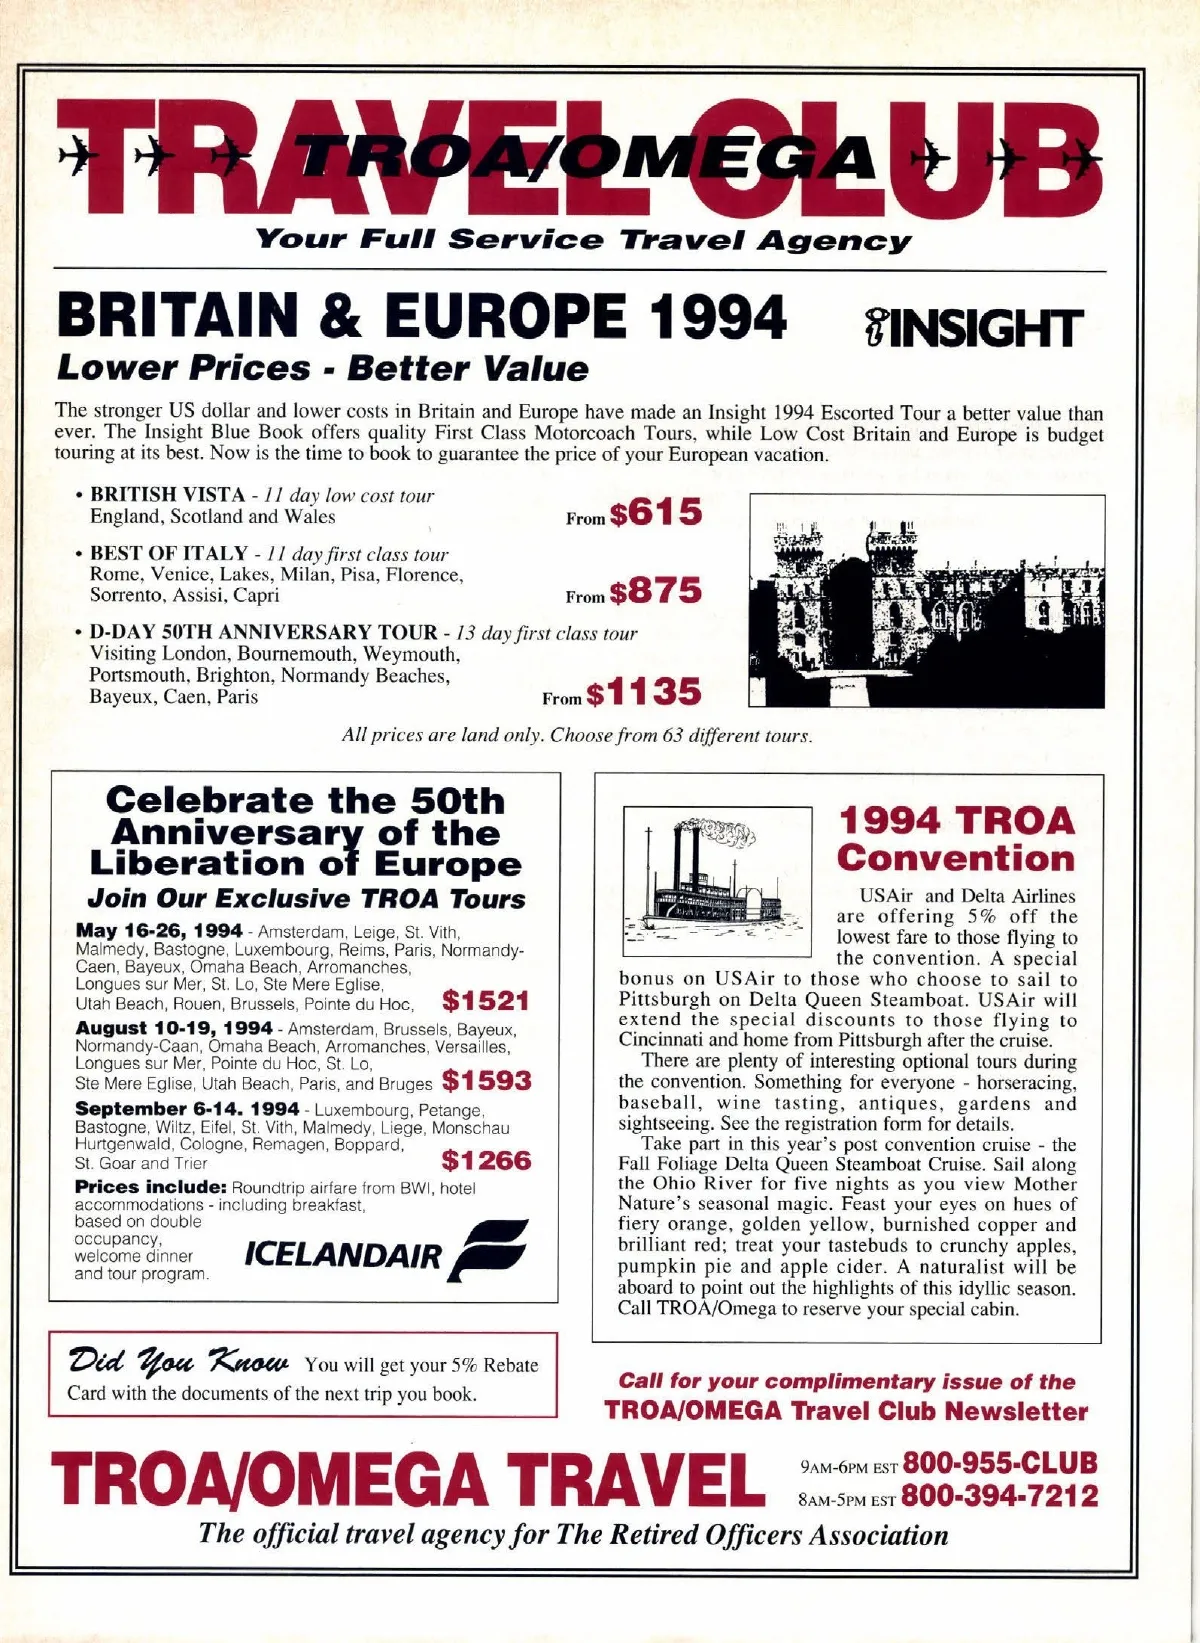 TRAVEL CLUB
TROA/OMEGA
Your Full Service Travel Agency
BRITAIN & EUROPE 1994
Lower Prices - Better Value
iINSIGHT
The stronger US dollar and lower costs in Britain and Europe have made an Insight 1994 Escorted Tour a better value than
ever. The Insight Blue Book offers quality First Class Motorcoach Tours, while Low Cost Britain and Europe is budget
touring at its best. Now is the time to book to guarantee the price of your European vacation.
• BRITISH VISTA - 11 day low cost tour
England, Scotland and Wales
From $615
• BEST OF ITALY - 11 day first class tour
Rome, Venice, Lakes, Milan, Pisa, Florence,
Sorrento, Assisi, Capri
From $875
• D-DAY 50TH ANNIVERSARY TOUR - 13 day first class tour
Visiting London, Bournemouth, Weymouth,
Portsmouth, Brighton, Normandy Beaches,
Bayeux, Caen, Paris
From $1135
All prices are land only. Choose from 63 different tours.
Celebrate the 50th
Anniversary of the
Liberation of Europe
Join Our Exclusive TROA Tours
May 16-26, 1994 - Amsterdam, Leige, St. Vith,
Malmedy, Bastogne, Luxembourg, Reims, Paris, Normandy-
Caen, Bayeux, Omaha Beach, Arromanches,
Longues sur Mer, St. Lo, Ste Mere Eglise,
Utah Beach, Rouen, Brussels, Pointe du Hoc, $1521
August 10-19, 1994 - Amsterdam, Brussels, Bayeux,
Normandy-Caan, Omaha Beach, Arromanches, Versailles,
Longues sur Mer, Pointe du Hoc, St. Lo,
Ste Mere Eglise, Utah Beach, Paris, and Bruges $1593
September 6-14. 1994 - Luxembourg, Petange,
Bastogne, Wiltz, Eifel, St. Vith, Malmedy, Liege, Monschau
Hurtgenwald, Cologne, Remagen, Boppard,
St. Goar and Trier $1266
Prices include: Roundtrip airfare from BWI, hotel
accommodations - including breakfast,
based on double
occupancy,
welcome dinner
and tour program.
ICELANDAIR
1994 TROA
Convention
USAir and Delta Airlines
are offering 5% off the
lowest fare to those flying to
the convention. A special
bonus on USAir to those who choose to sail to
Pittsburgh on Delta Queen Steamboat. USAir will
extend the special discounts to those flying to
Cincinnati and home from Pittsburgh after the cruise.
There are plenty of interesting optional tours during
the convention. Something for everyone - horseracing,
baseball, wine tasting, antiques, gardens and
sightseeing. See the registration form for details.
Take part in this year's post convention cruise - the
Fall Foliage Delta Queen Steamboat Cruise. Sail along
the Ohio River for five nights as you view Mother
Nature's seasonal magic. Feast your eyes on hues of
fiery orange, golden yellow, burnished copper and
brilliant red; treat your tastebuds to crunchy apples,
pumpkin pie and apple cider. A naturalist will be
aboard to point out the highlights of this idyllic season.
Call TROA/Omega to reserve your special cabin.
Did You Know You will get your 5% Rebate
Card with the documents of the next trip you book.
Call for your complimentary issue of the
TROA/OMEGA Travel Club Newsletter
TROA/OMEGA TRAVEL
9AM-6PM EST 800-955-CLUB
8AM-5PM EST 800-394-7212
The official travel agency for The Retired Officers Association